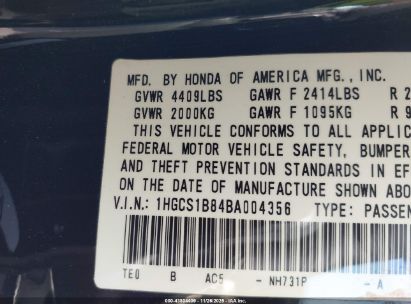 MFD. BY HONDA OF AMERICA MFG., INC.
GVWR 4409LBS GAWR F 2414LBS R 2
GVWR 2000KG GAWR F 1095KG R 9
THIS VEHICLE CONFORMS TO ALL APPLIC
FEDERAL MOTOR VEHICLE SAFETY, BUMPER
AND THEFT PREVENTION STANDARDS IN EF
THE DATE OF MANUFACTURE SHOWN ABO
V.I.N.: 1HGCS1B84BA004356 TYPE: PASSEN
TE0 B AC5 - NH731P - A